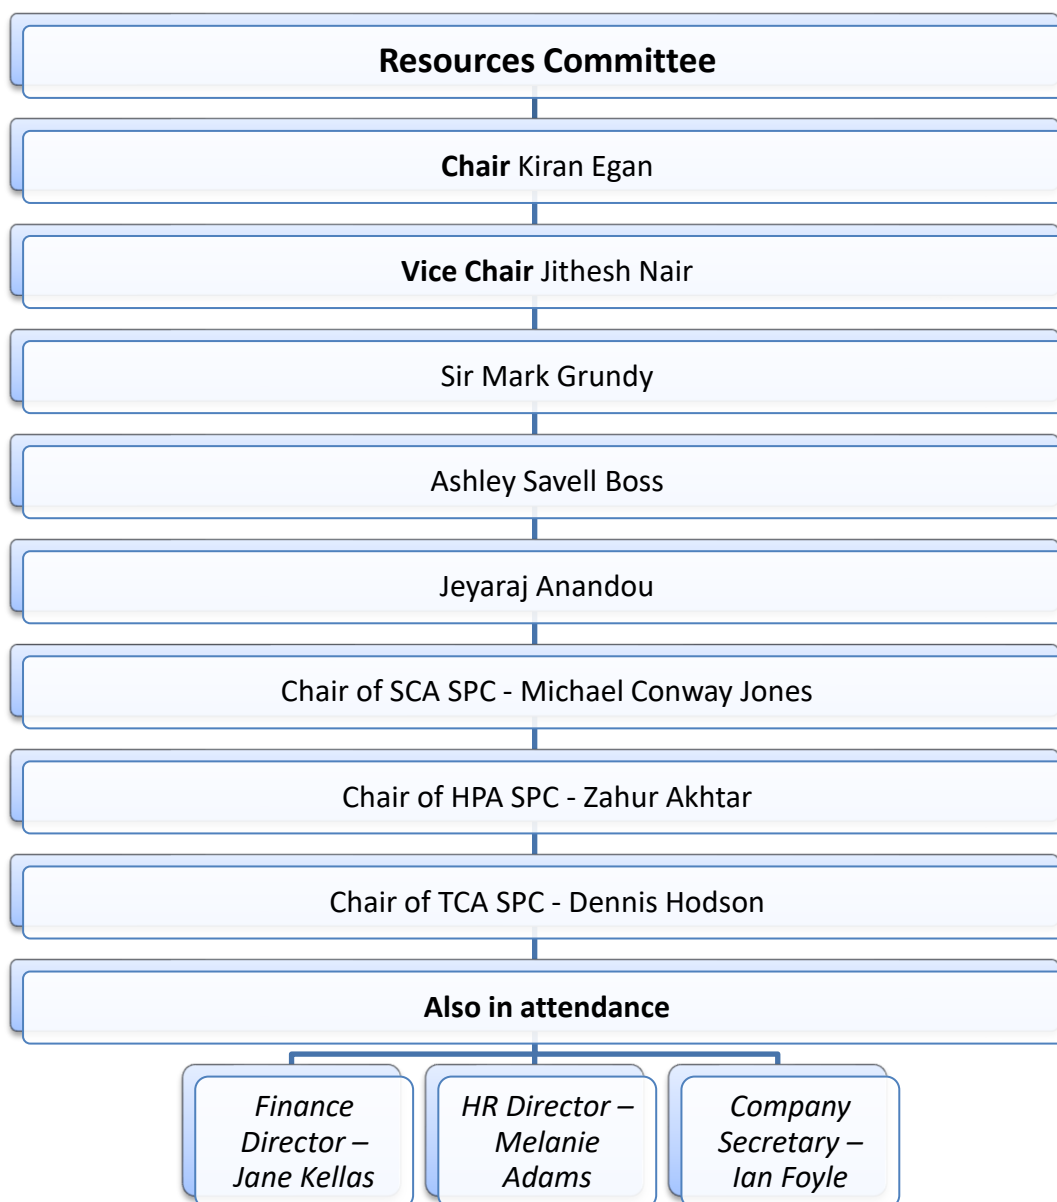 Resources Committee
Chair Kiran Egan
Vice Chair Jithesh Nair
Sir Mark Grundy
Ashley Savell Boss
Jeyaraj Anandou
Chair of SCA SPC - Michael Conway Jones
Chair of HPA SPC - Zahur Akhtar
Chair of TCA SPC - Dennis Hodson
Also in attendance
Finance
Director –
Jane Kellas
HR Director –
Melanie
Adams
Company
Secretary –
Ian Foyle